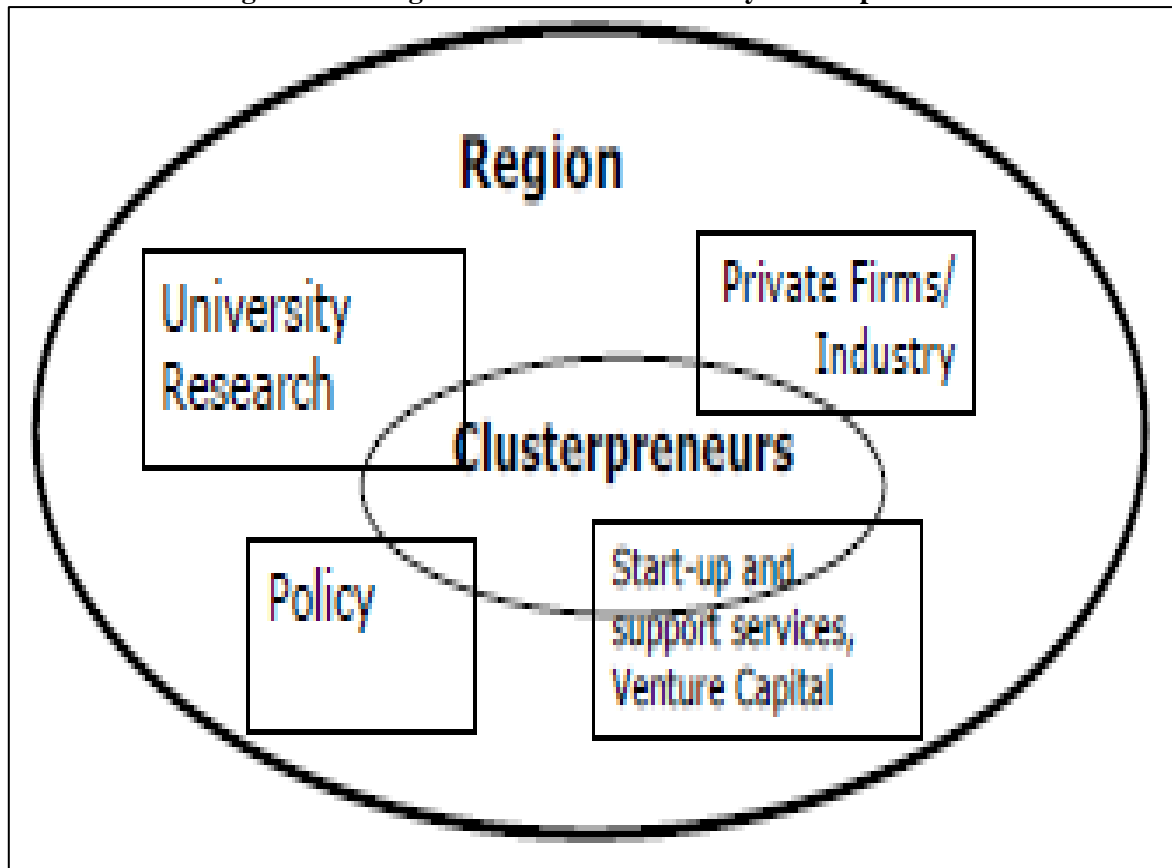 Region
University
Research
Private Firms/
Industry
Clusterpreneurs
Policy
Start-up and
support services,
Venture Capital